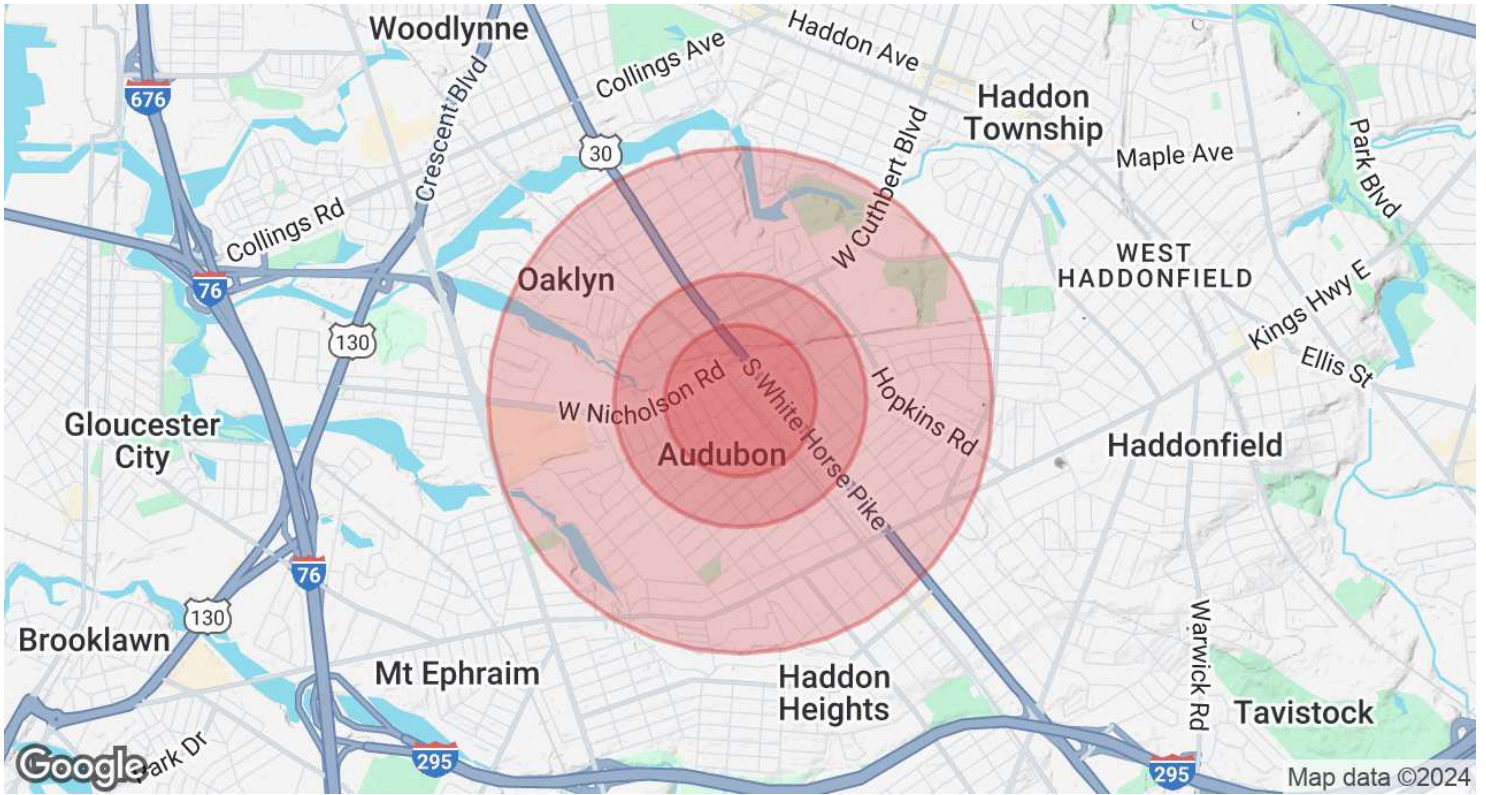 Woodlynne
Haddon Ave
Collings Ave
Crescent Blvd
676
Haddon
Township
30
W Cuthbert Blvd
Maple Ave
Park Blvd
Collings Rd
Oaklyn
WEST
HADDONFIELD
76
Kings Hwy E
130
Ellis St
W Nicholson Rd
S White Horse Pike
Hopkins Rd
Gloucester
City
Audubon
Haddonfield
76
130
Brooklawn
Mt Ephraim
Haddon
Heights
Warwick Rd
Tavistock
Park Dr
Google
295
295
Map data ©2024